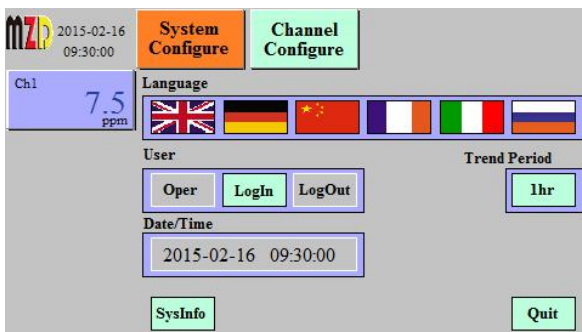 MZD 2015-02-16
09:30:00
System
Configure
Channel
Configure
Ch1
7.5
ppm
Language
User
Trend Period
Oper LogIn LogOut
1hr
Date/Time
2015-02-16 09:30:00
SysInfo
Quit